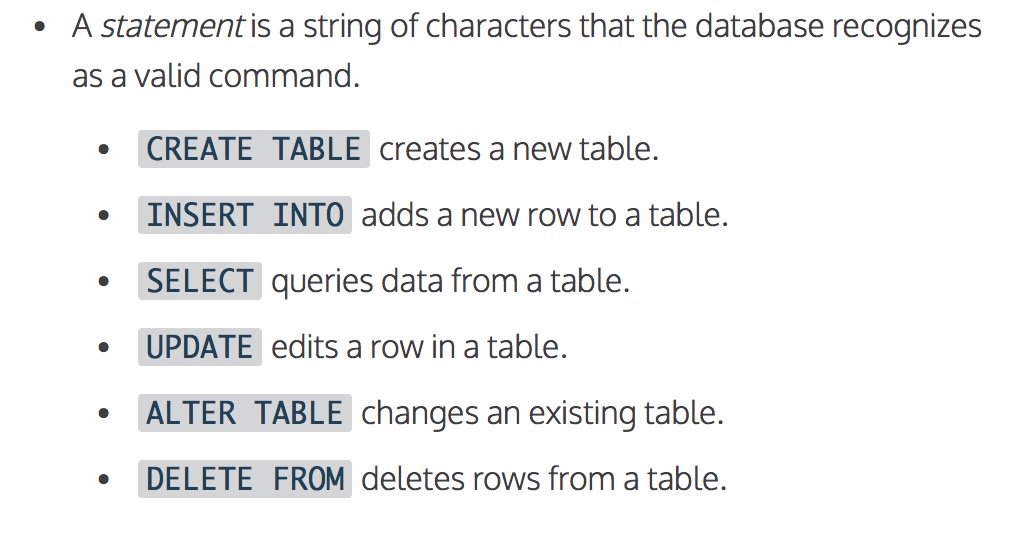 A statement is a string of characters that the database recognizes
as a valid command.
CREATE TABLE creates a new table.
INSERT INTO adds a new row to a table.
SELECT queries data from a table.
UPDATE edits a row in a table.
ALTER TABLE changes an existing table.
DELETE FROM deletes rows from a table.